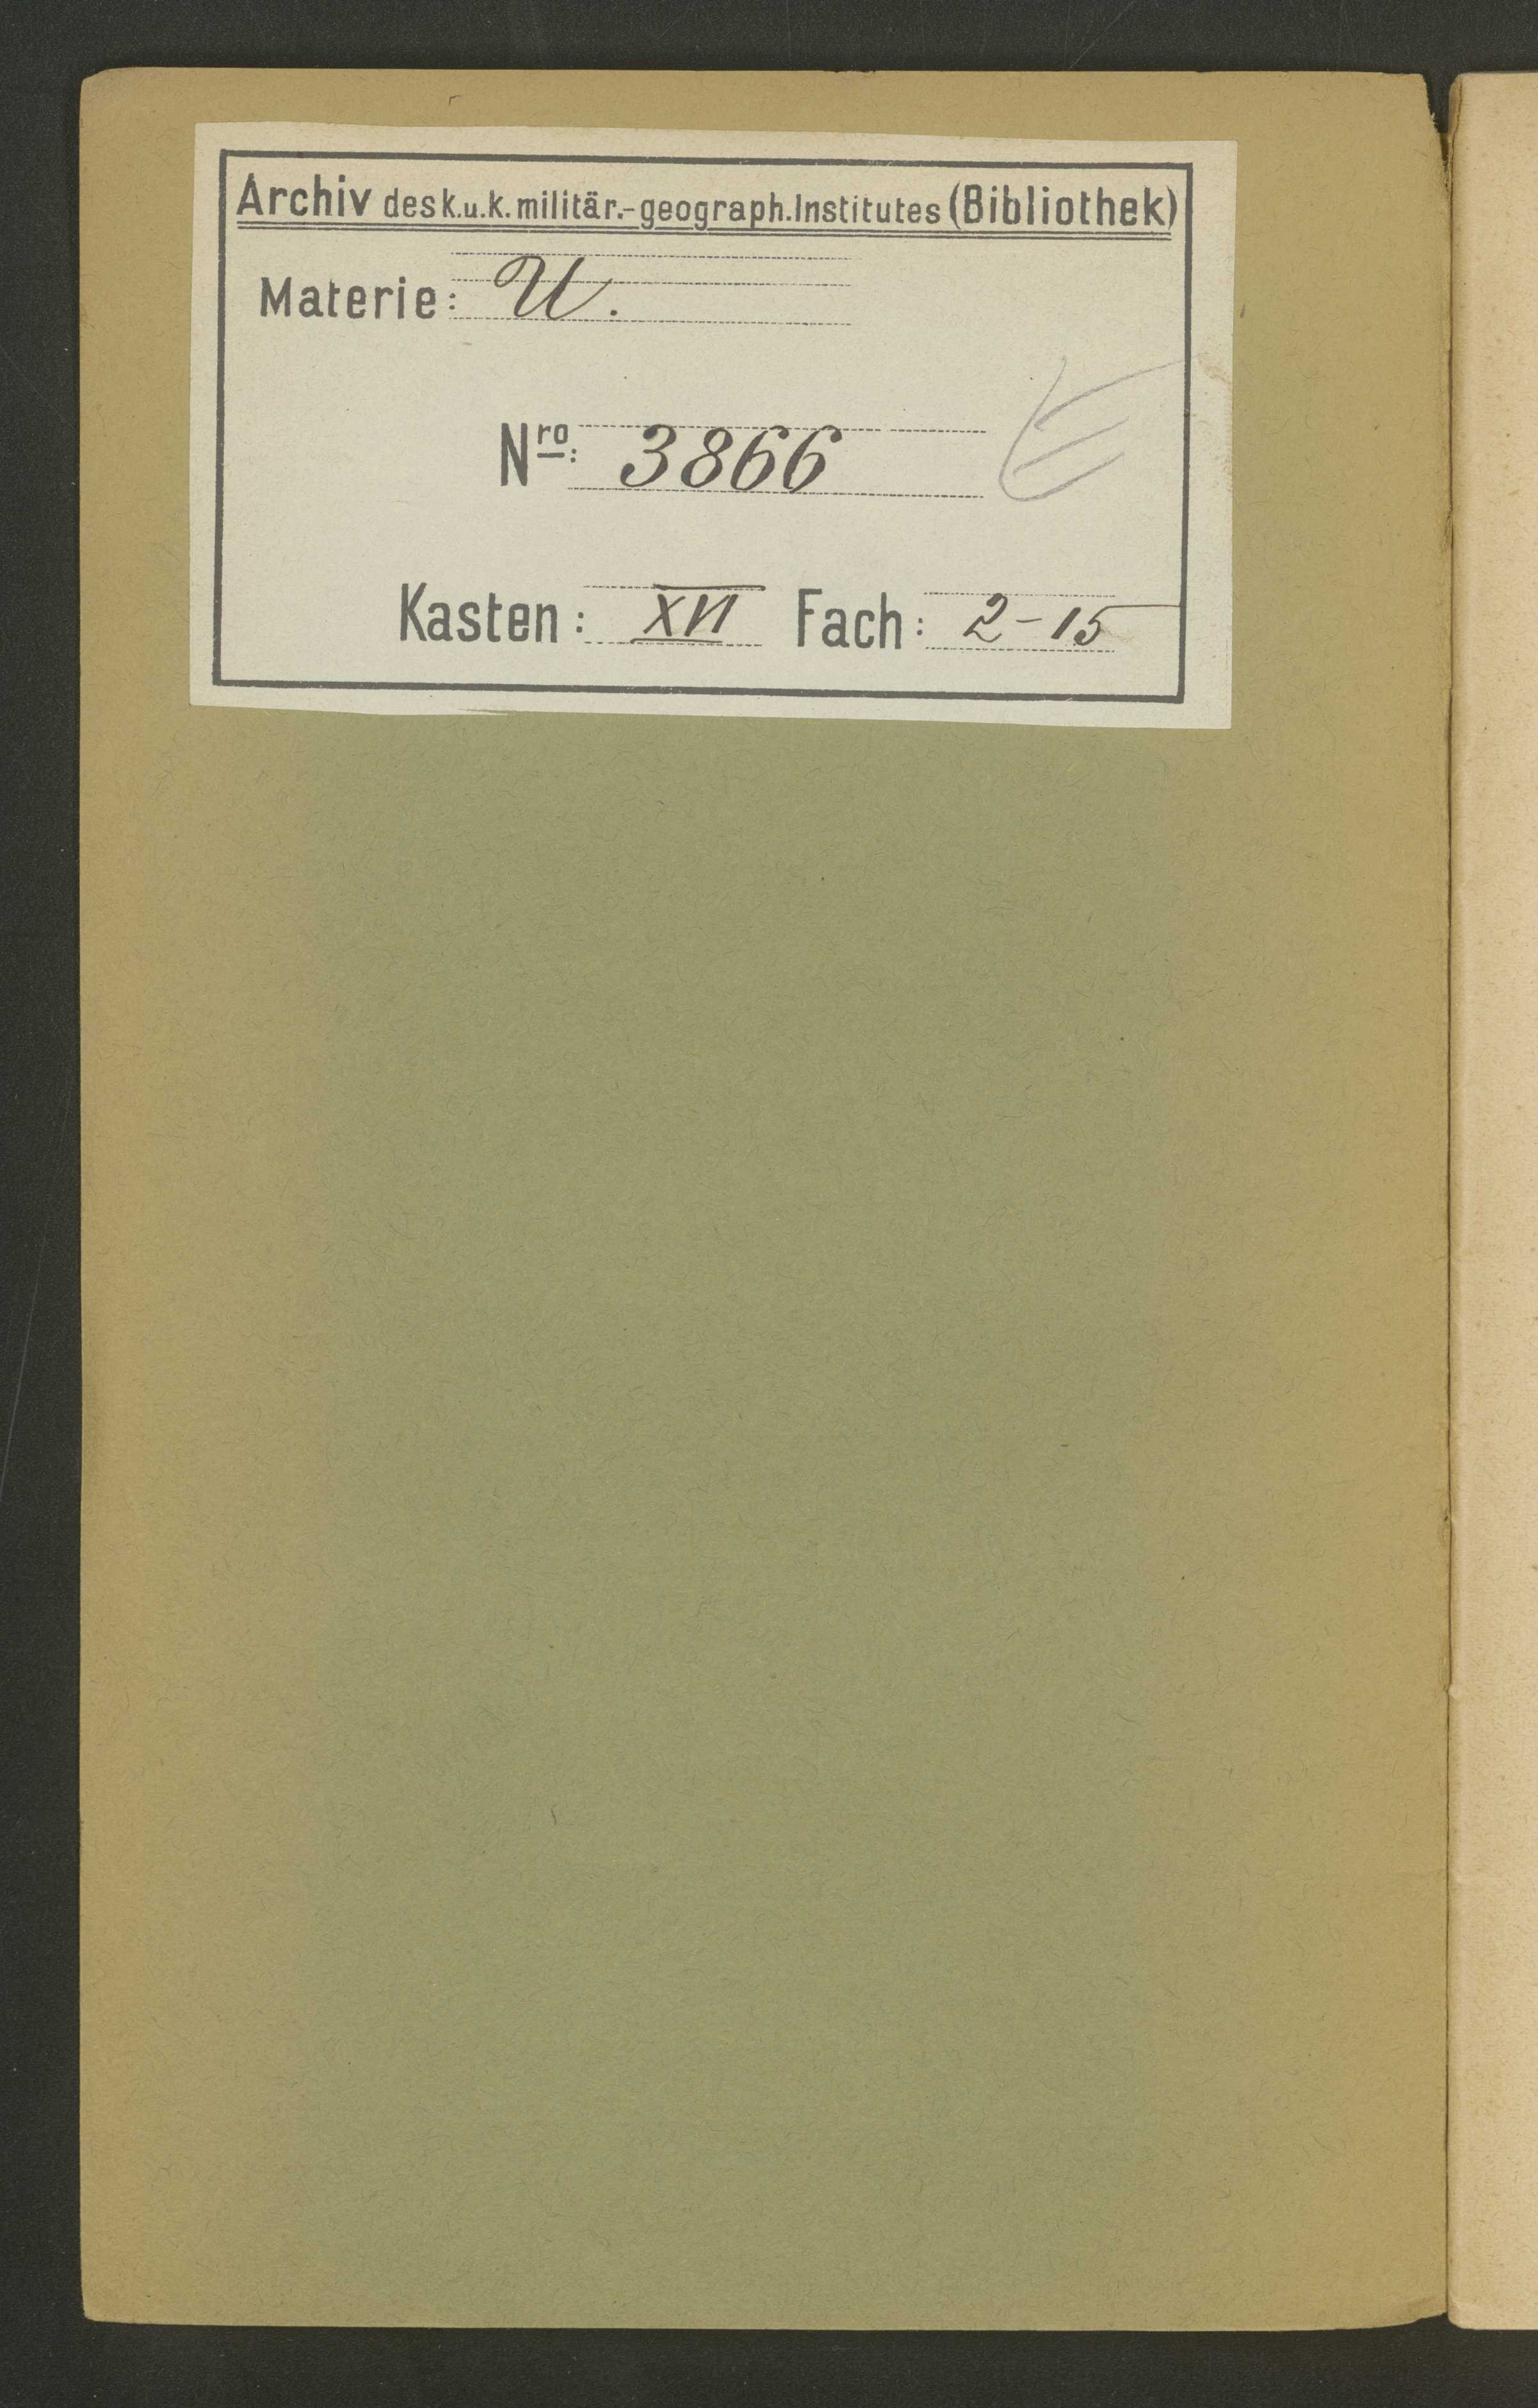 Archiv des k.u.k. militär.-geograph. Institutes (Bibliothek)
Materie: U.
Nro: 3866
Kasten: XVI Fach: 2-15